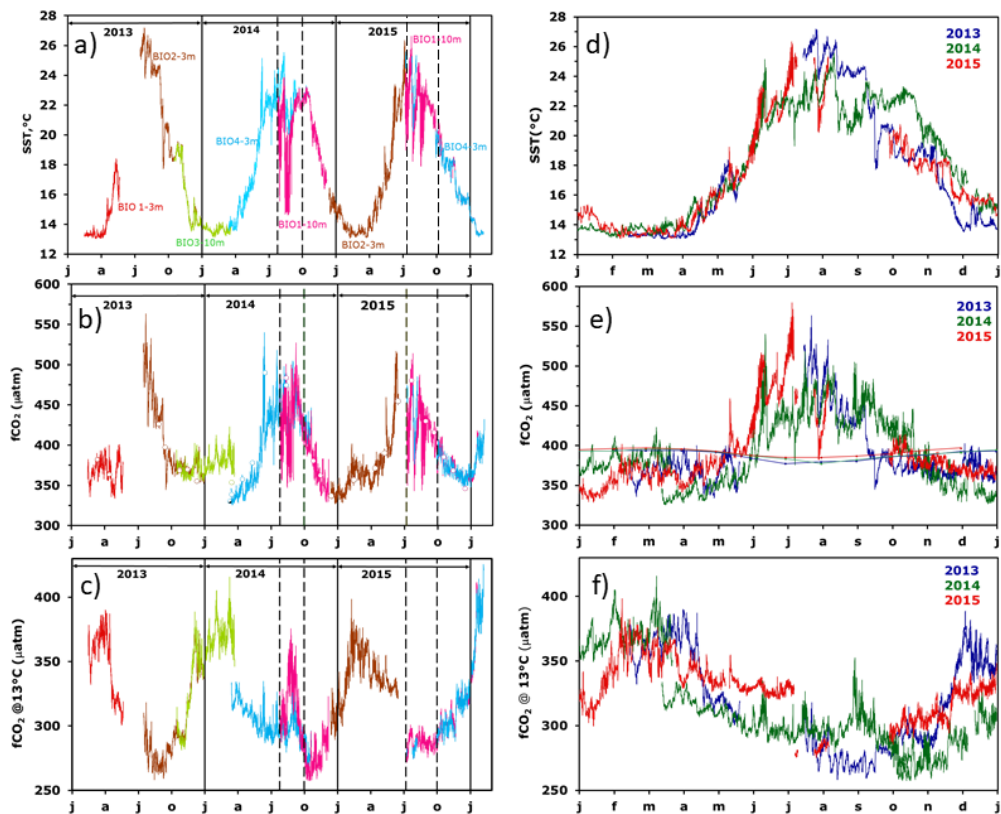 a)
2013
2014
2015
BIO1-10m
BIO2-3m
BIO4-3m
BIO4-3m
BIO 1-3m
BIO1-10m
BIO3-10m
BIO2-3m
SST,°C
28
26
24
22
20
18
16
14
12
j a j o j a j o j a j o j
d)
2013
2014
2015
SST(°C)
28
26
24
22
20
18
16
14
12
j f m a m j j a s o n d j
b)
2013
2014
2015
fCO₂ (µatm)
600
550
500
450
400
350
300
j a j o j a j o j a j o j
e)
2013
2014
2015
fCO₂ (µatm)
600
550
500
450
400
350
300
j f m a m j j a s o n d j
c)
2013
2014
2015
fCO₂ @13°C (µatm)
400
350
300
250
j a j o j a j o j a j o j
f)
2013
2014
2015
fCO₂ @ 13°C (µatm)
400
350
300
250
j f m a m j j a s o n d j